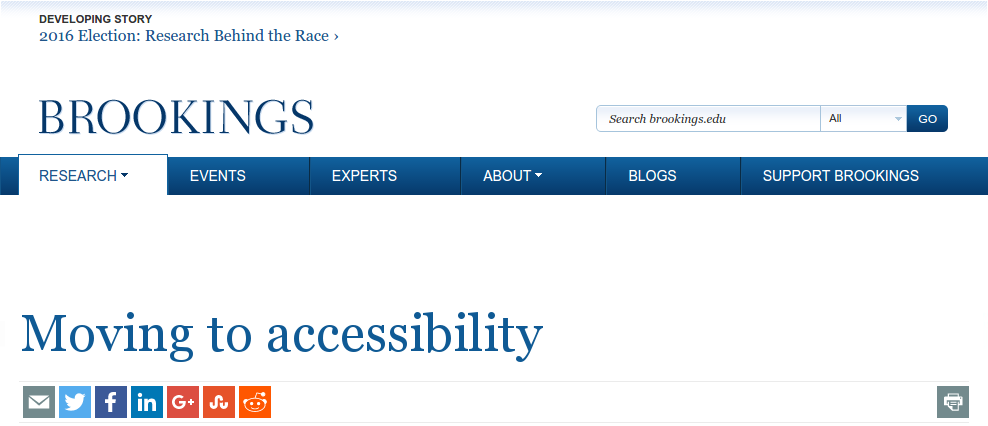 DEVELOPING STORY
2016 Election: Research Behind the Race ›
BROOKINGS
Search brookings.edu All GO
RESEARCH EVENTS EXPERTS ABOUT BLOGS SUPPORT BROOKINGS
Moving to accessibility
f in G+